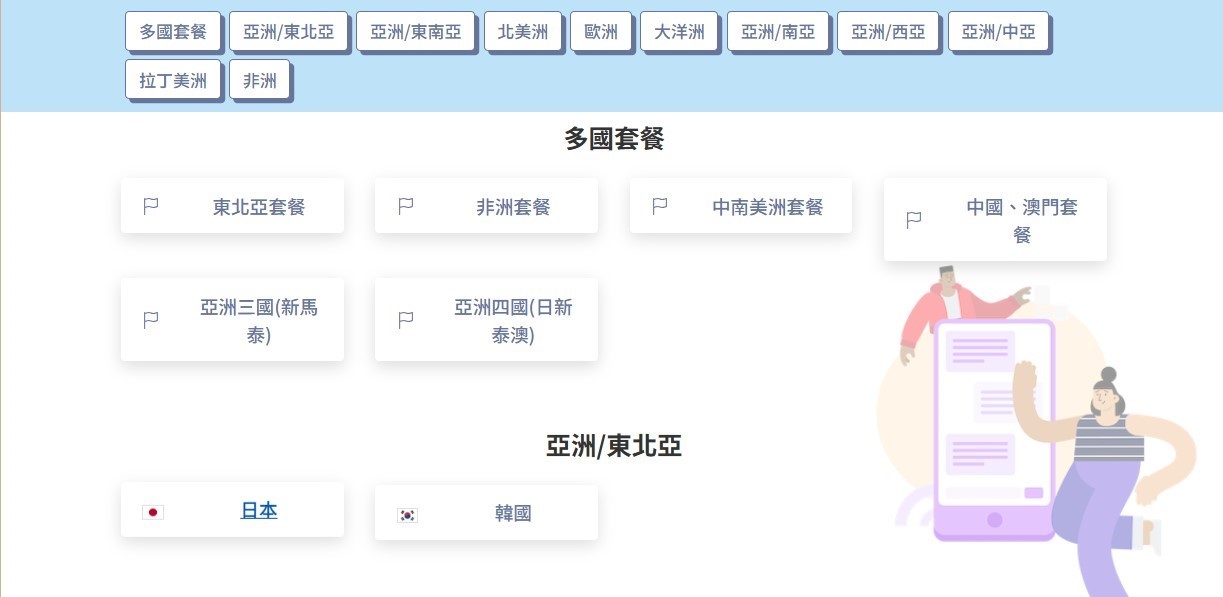 多國套餐 亞洲/東北亞 亞洲/東南亞 北美洲 歐洲 大洋洲 亞洲/南亞 亞洲/西亞 亞洲/中亞
拉丁美洲 非洲
多國套餐
東北亞套餐
非洲套餐
中南美洲套餐
中國、澳門套
餐
亞洲三國(新馬
泰)
亞洲四國(日新
泰澳)
亞洲/東北亞
日本
韓國